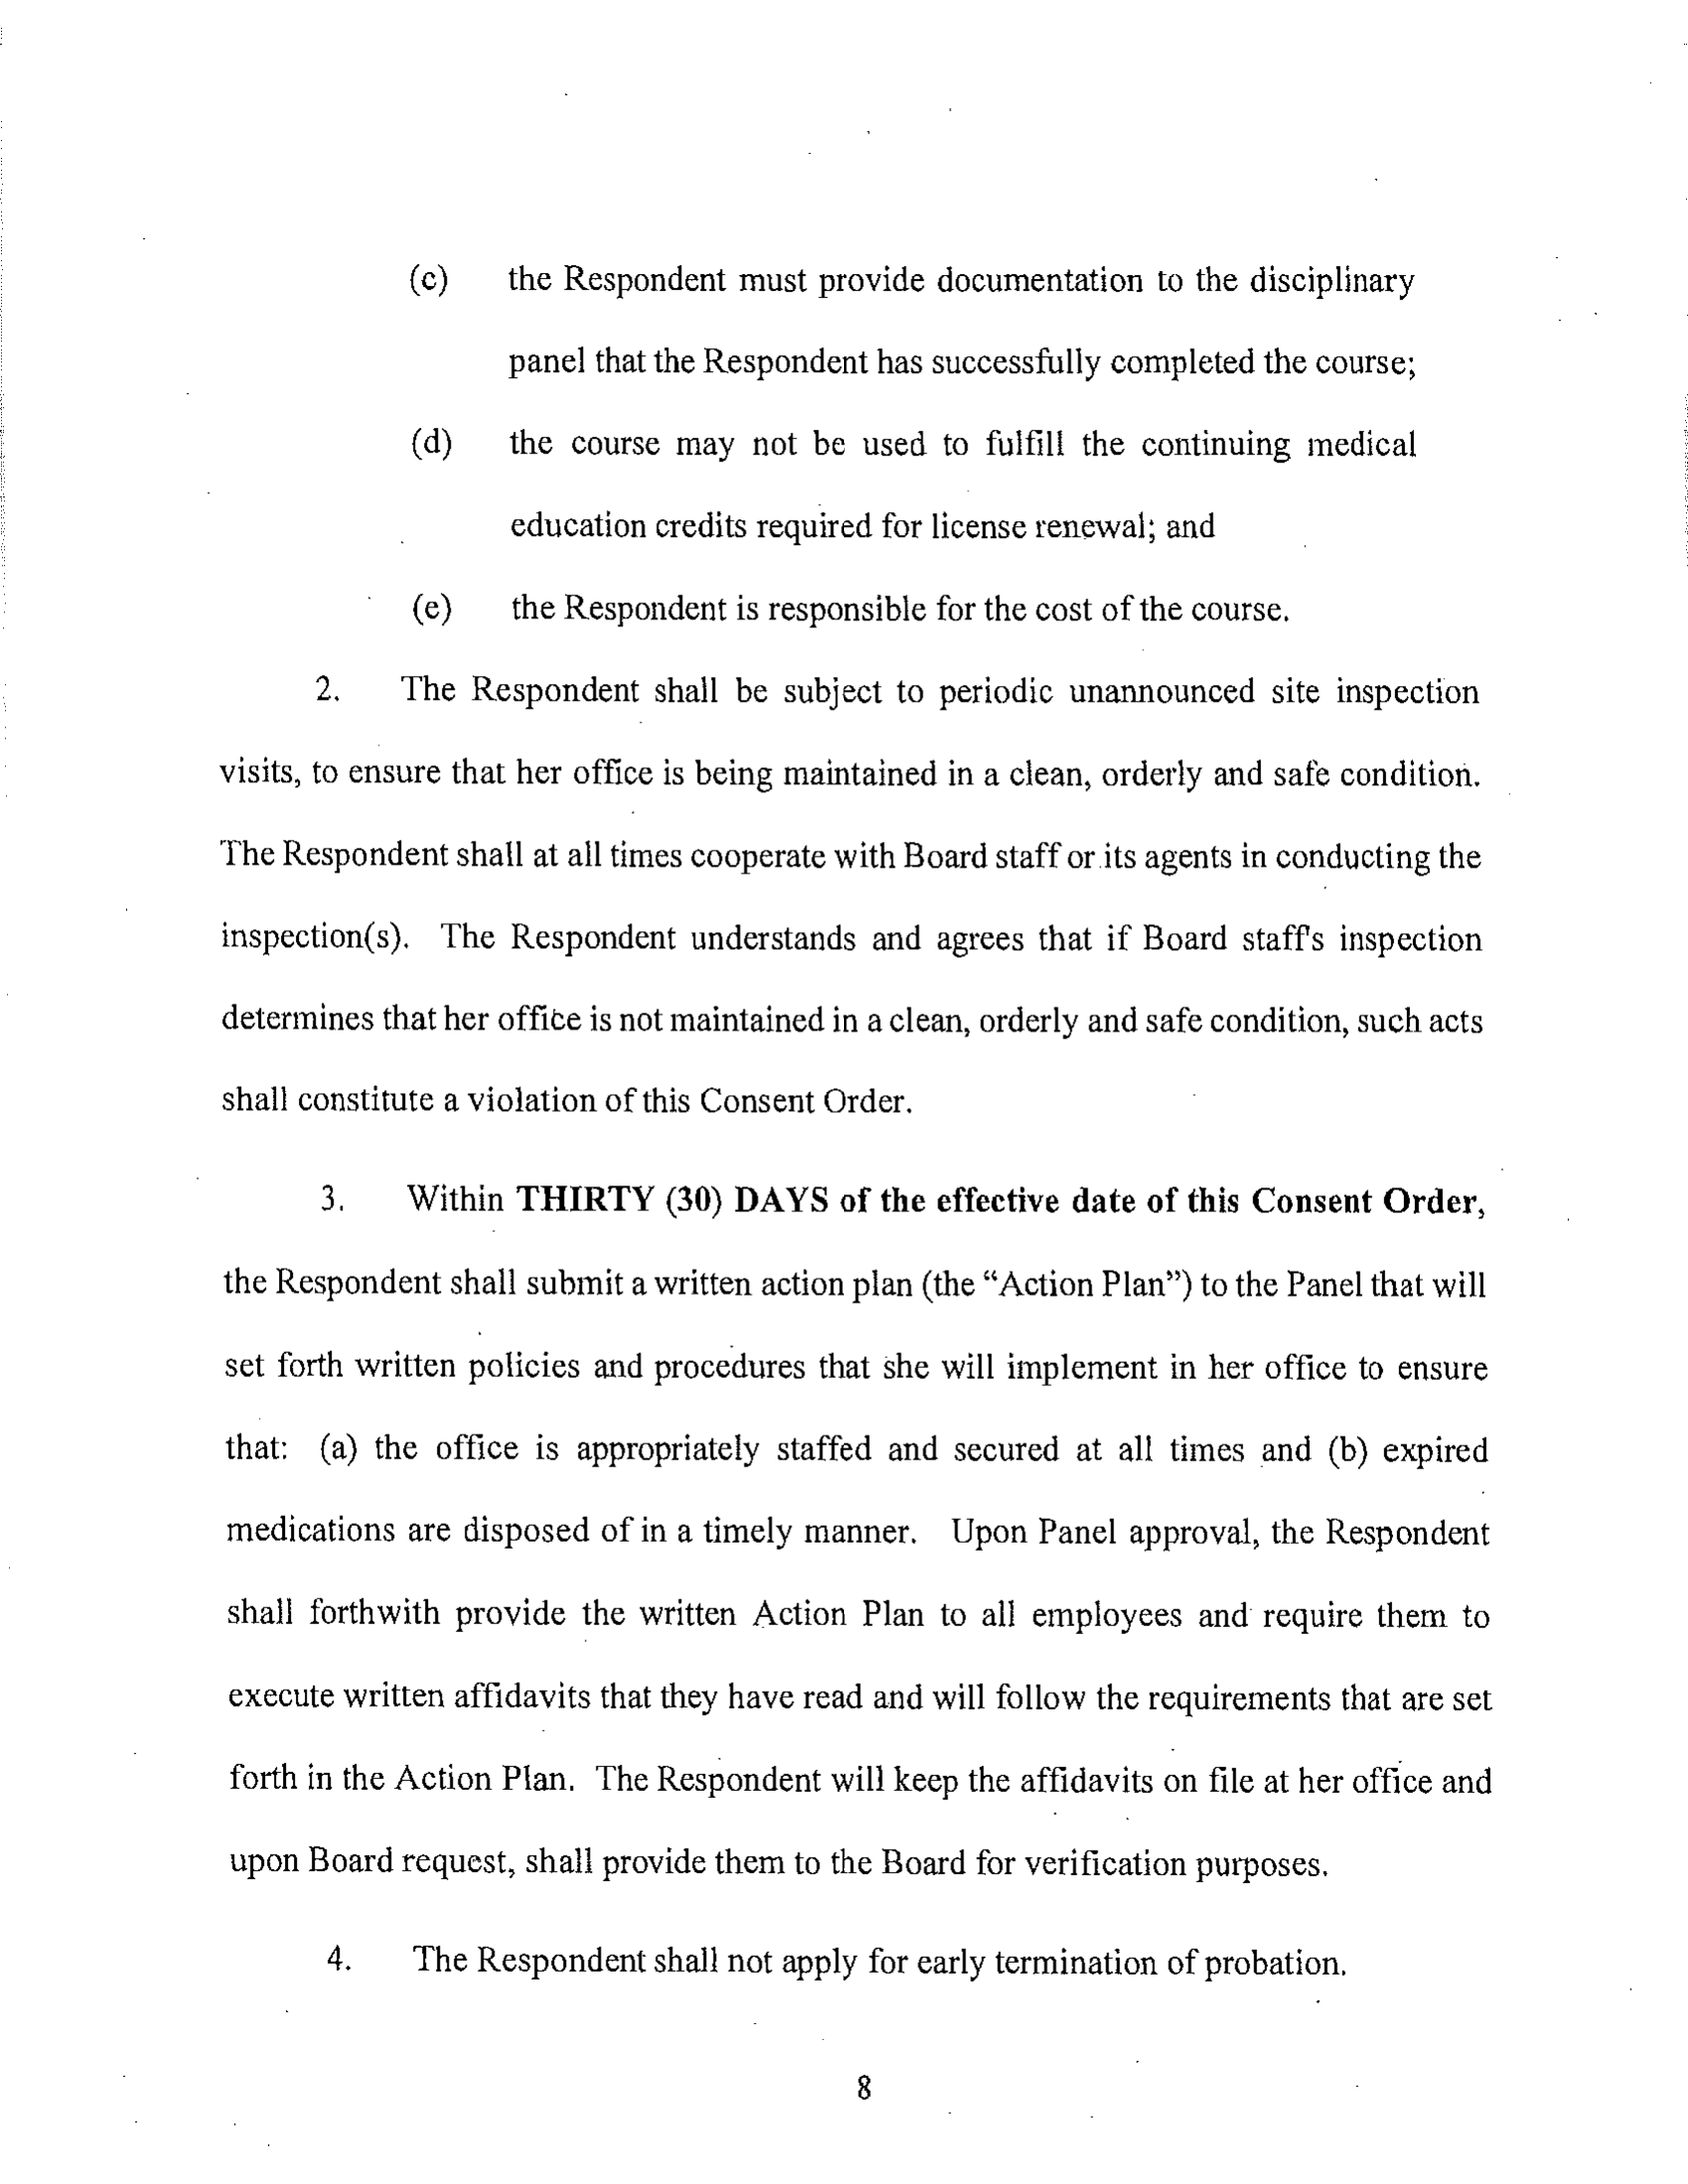 (c) the Respondent must provide documentation to the disciplinary
panel that the Respondent has successfully completed the course;
(d) the course may not be used to fulfill the continuing medical
education credits required for license renewal; and
(e) the Respondent is responsible for the cost of the course.
2. The Respondent shall be subject to periodic unannounced site inspection
visits, to ensure that her office is being maintained in a clean, orderly and safe condition.
The Respondent shall at all times cooperate with Board staff or its agents in conducting the
inspection(s). The Respondent understands and agrees that if Board staff's inspection
determines that her office is not maintained in a clean, orderly and safe condition, such acts
shall constitute a violation of this Consent Order.
3. Within THIRTY (30) DAYS of the effective date of this Consent Order,
the Respondent shall submit a written action plan (the “Action Plan”) to the Panel that will
set forth written policies and procedures that she will implement in her office to ensure
that: (a) the office is appropriately staffed and secured at all times and (b) expired
medications are disposed of in a timely manner. Upon Panel approval, the Respondent
shall forthwith provide the written Action Plan to all employees and require them to
execute written affidavits that they have read and will follow the requirements that are set
forth in the Action Plan. The Respondent will keep the affidavits on file at her office and
upon Board request, shall provide them to the Board for verification purposes.
4. The Respondent shall not apply for early termination of probation.
8